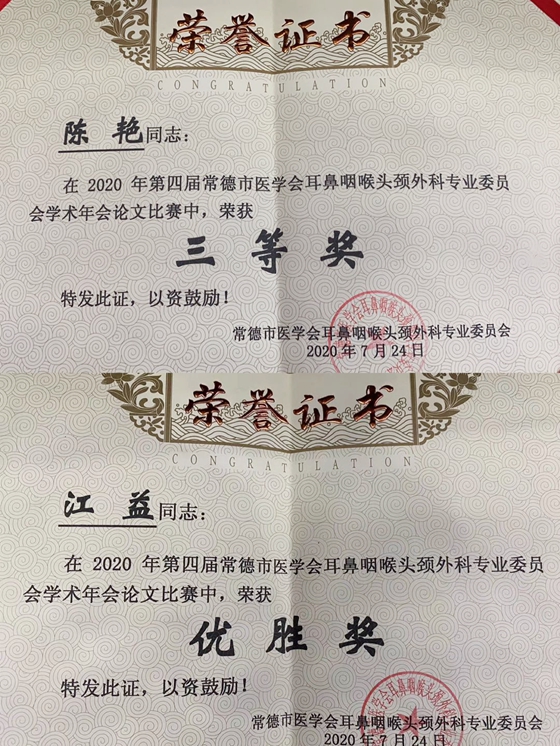 荣誉证书
CONGRATULATION
陈艳同志：
在 2020 年第四届常德市医学会耳鼻咽喉头颈外科专业委员
会学术年会论文比赛中，荣获
三等奖
特发此证，以资鼓励！
常德市医学会耳鼻咽喉头颈外科专业委员会
2020 年 7 月 24 日
荣誉证书
CONGRATULATION
江益同志：
在 2020 年第四届常德市医学会耳鼻咽喉头颈外科专业委员
会学术年会论文比赛中，荣获
优胜奖
特发此证，以资鼓励！
常德市医学会耳鼻咽喉头颈外科专业委员会
2020 年 7 月 24 日